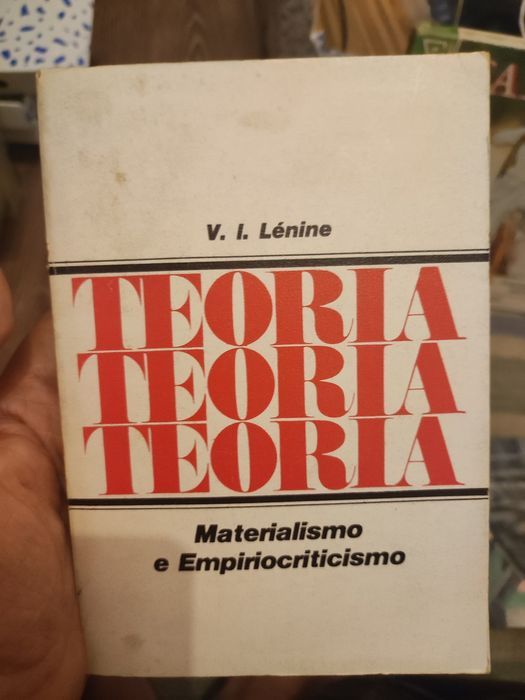 V. I. Lénine
TEORIA
TEORIA
TEORIA
Materialismo
e Empiriocriticismo